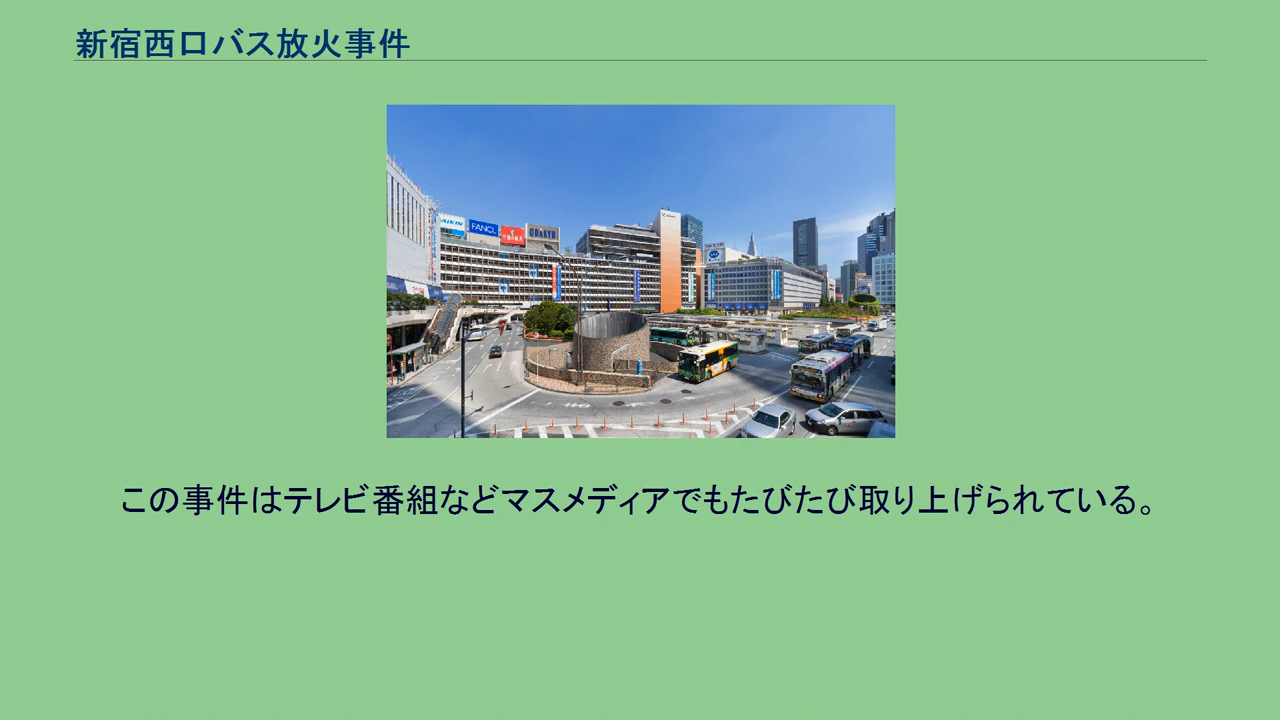 新宿西口バス放火事件
FANCL
ODAKYU
この事件はテレビ番組などマスメディアでもたびたび取り上げられている。